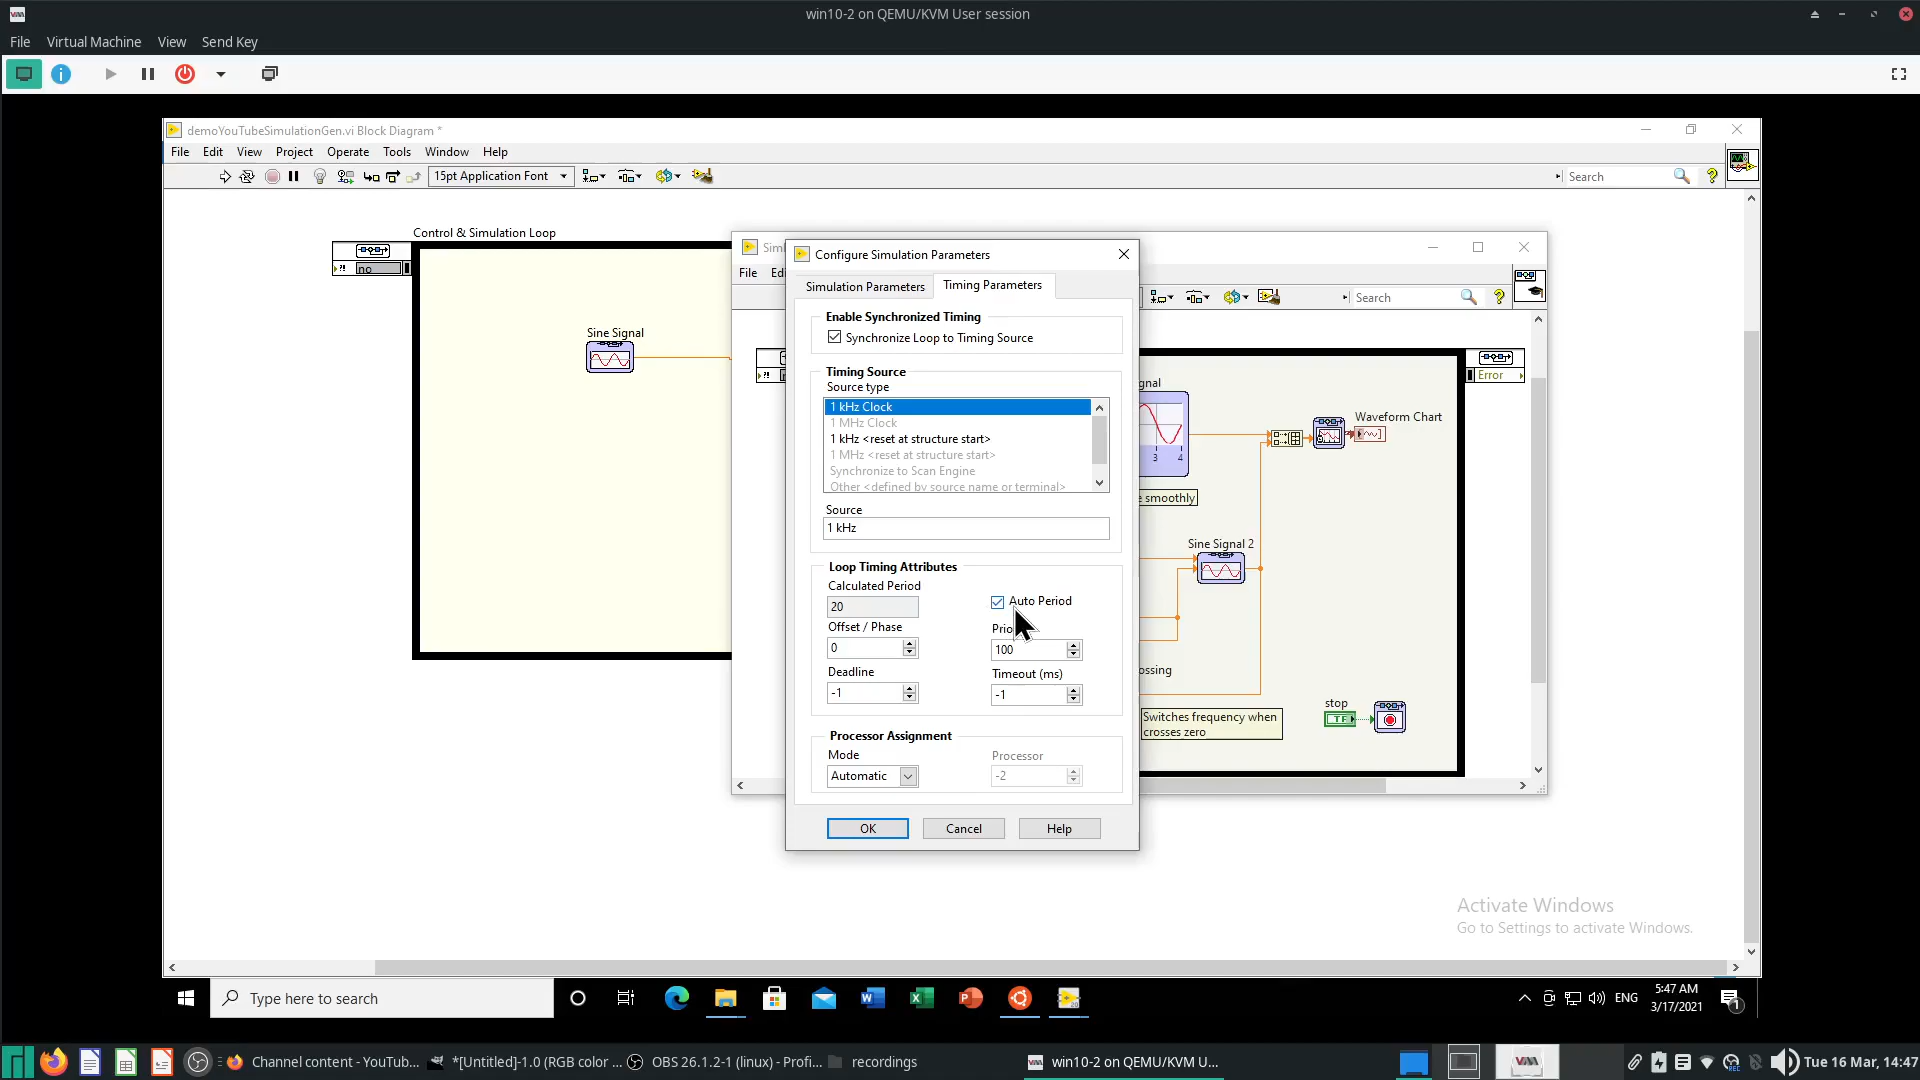 win10-2 on QEMU/KVM User session
File Virtual Machine View Send Key
demoYouTubeSimulationGen.vi Block Diagram *
File Edit View Project Operate Tools Window Help
15pt Application Font
Search
Control & Simulation Loop
no
Sine Signal
File
Search
Configure Simulation Parameters
Simulation Parameters
Timing Parameters
Enable Synchronized Timing
Synchronize Loop to Timing Source
Timing Source
Source type
1 kHz Clock
1 MHz Clock
1 kHz <reset at structure start>
1 MHz <reset at structure start>
Synchronize to Scan Engine
Other <defined by source name or terminal>
Source
1 kHz
Loop Timing Attributes
Calculated Period
20
Auto Period
Offset / Phase
0
100
Deadline
-1
Timeout (ms)
-1
Processor Assignment
Mode
Automatic
Processor
-2
OK
Cancel
Help
Error
Waveform Chart
3 4
smoothly
Sine Signal 2
Switches frequency when
crosses zero
stop
TF
Activate Windows
Go to Settings to activate Windows.
Type here to search
ENG
5:47 AM
3/17/2021
1
Channel content - YouTub...
*[Untitled]-1.0 (RGB color ...
OBS 26.1.2-1 (linux) - Profi...
recordings
win10-2 on QEMU/KVM U...
Tue 16 Mar, 14:47